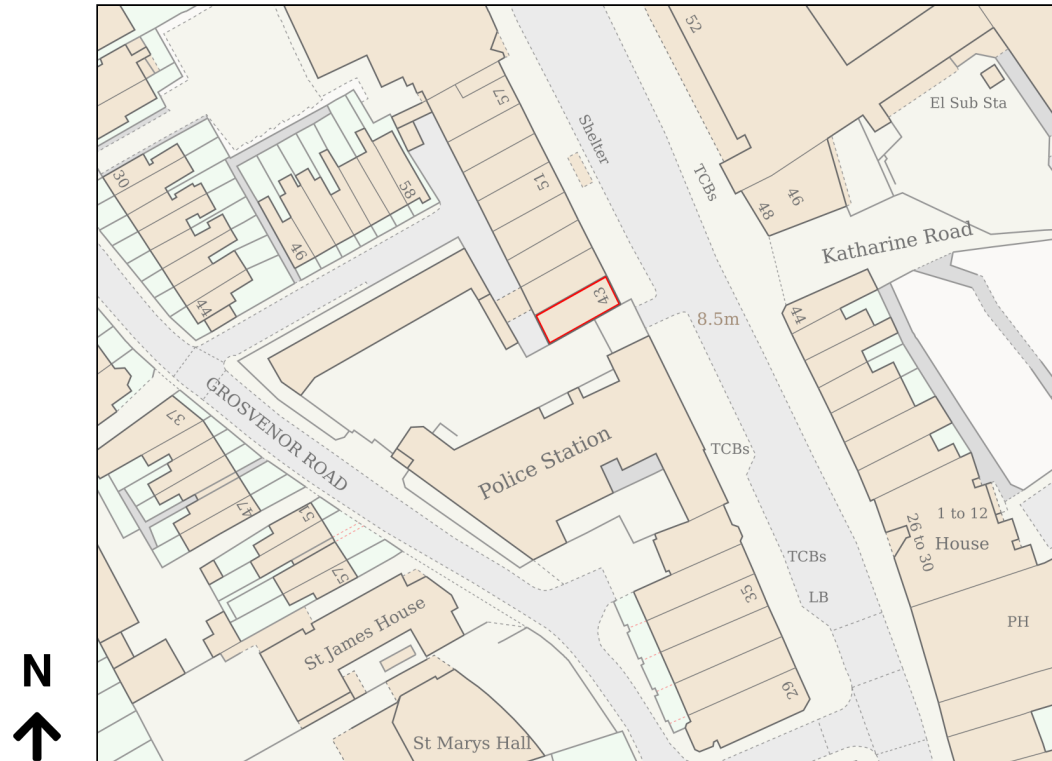 52
El Sub Sta
57
Shelter
TCBs
51
30
58
48
46
46
Katharine Road
44
43
8.5m
44
GROSVENOR ROAD
37
Police Station
TCBs
47
51
1 to 12
House
26 to 30
TCBs
57
35
LB
PH
St James House
29
St Marys Hall
N